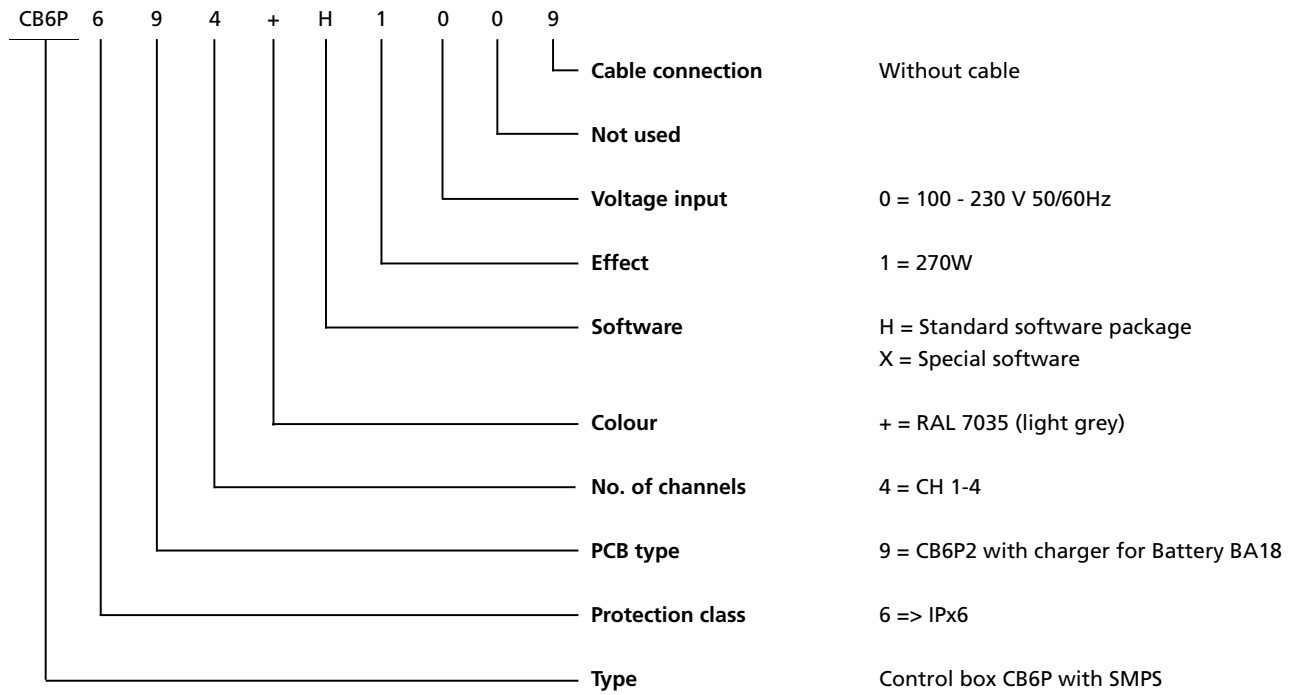 CB6P 6 9 4 + H 1 0 0 9
Cable connection Without cable
Not used
Voltage input 0 = 100 - 230 V 50/60Hz
Effect 1 = 270W
Software H = Standard software package
X = Special software
Colour + = RAL 7035 (light grey)
No. of channels 4 = CH 1-4
PCB type 9 = CB6P2 with charger for Battery BA18
Protection class 6 => IPx6
Type Control box CB6P with SMPS